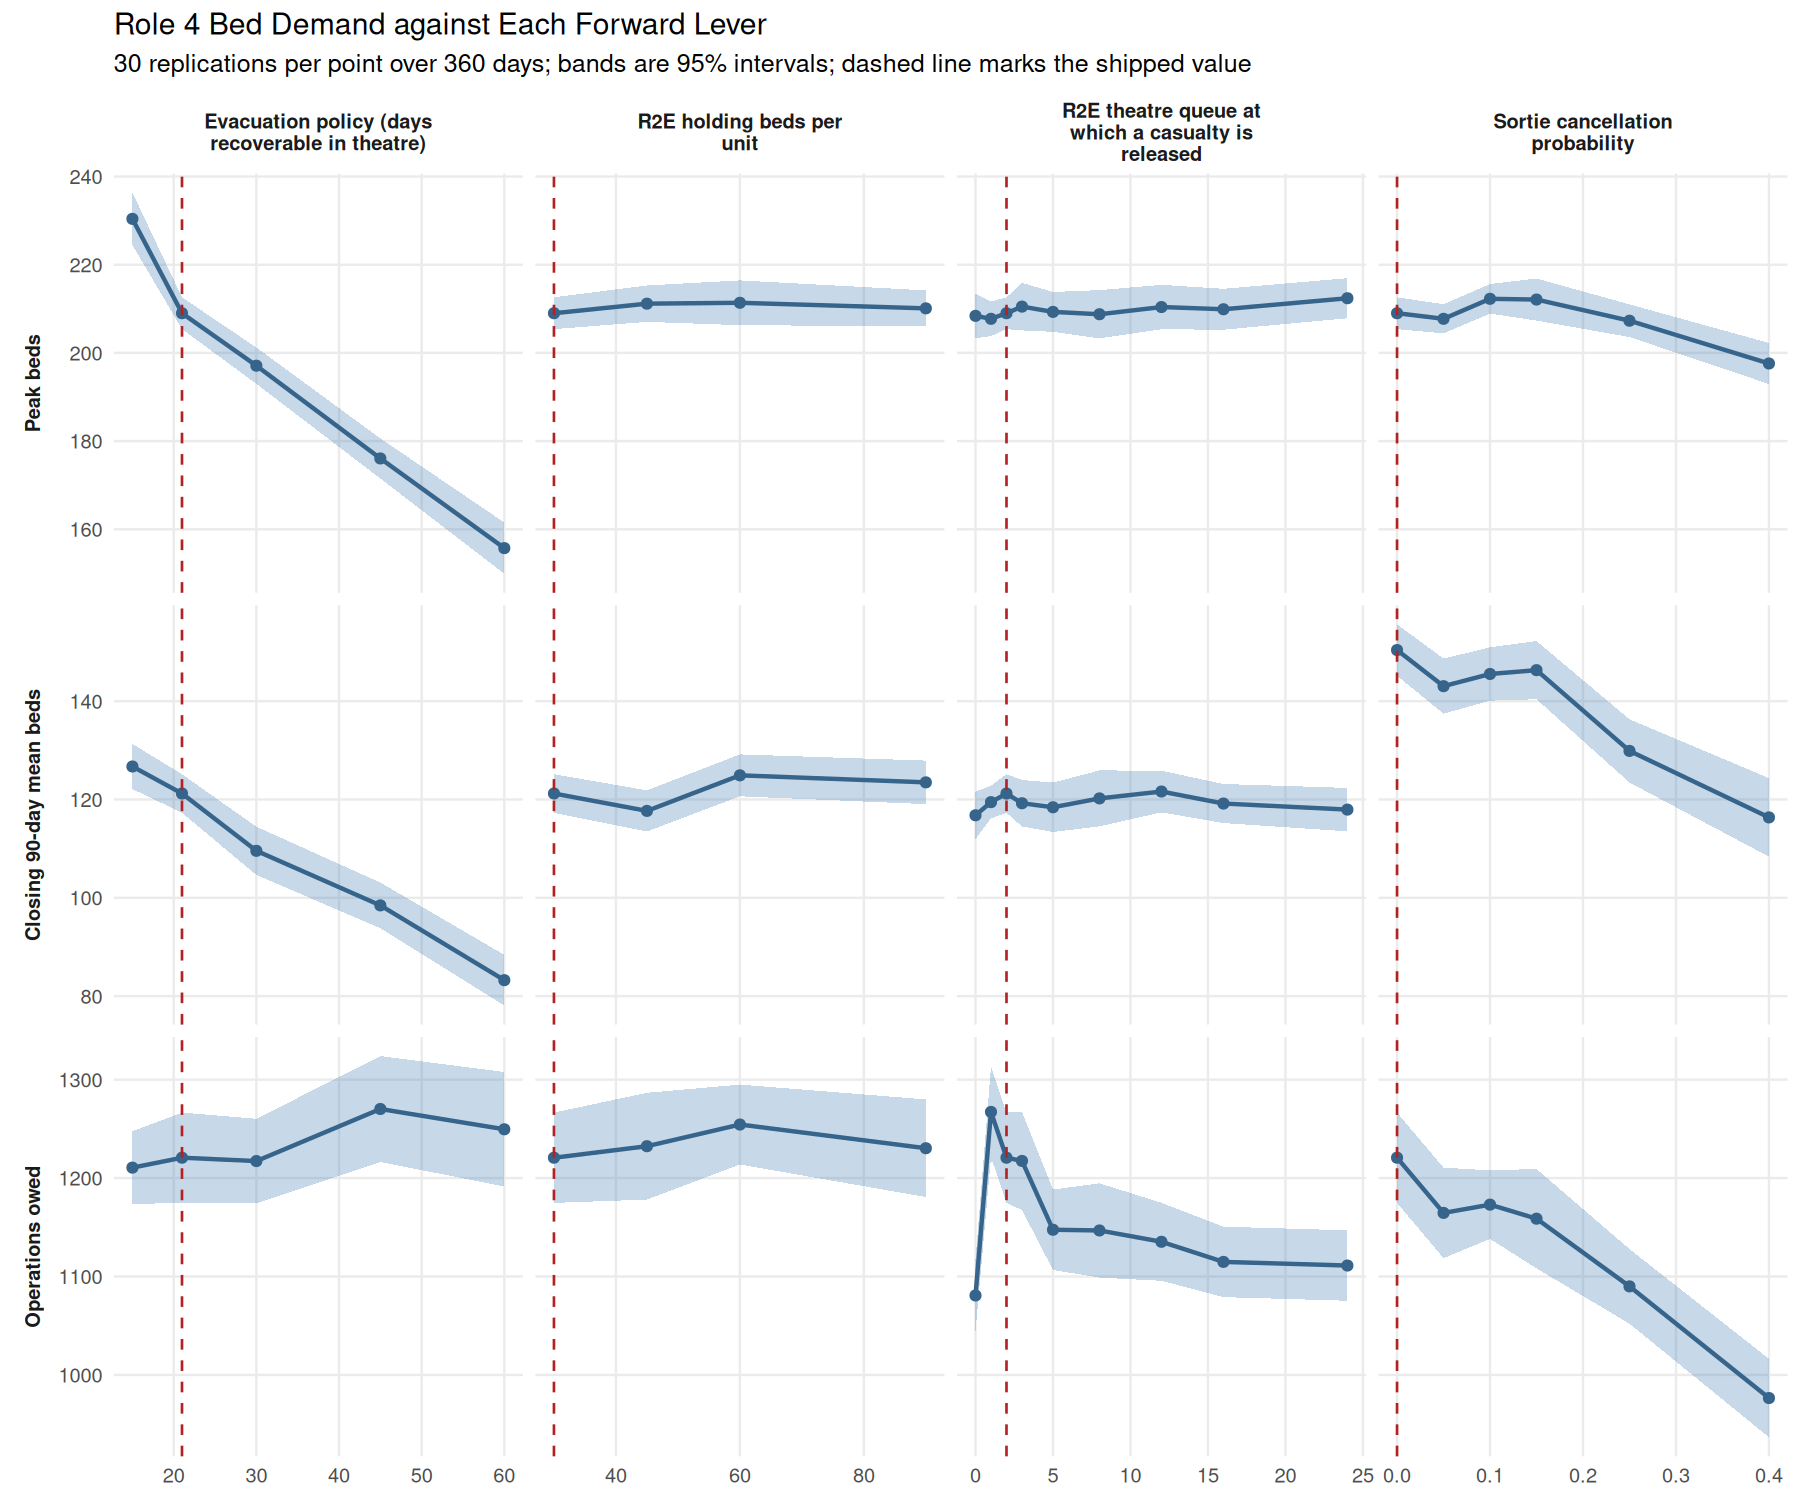 Role 4 Bed Demand against Each Forward Lever
30 replications per point over 360 days; bands are 95% intervals; dashed line marks the shipped value
Evacuation policy (days
recoverable in theatre)
R2E holding beds per
unit
R2E theatre queue at
which a casualty is
released
Sortie cancellation
probability
Peak beds
240
220
200
180
160
Closing 90-day mean beds
140
120
100
80
Operations owed
1300
1200
1100
1000
20 30 40 50 60
40 60 80
0 5 10 15 20 25
0.0 0.1 0.2 0.3 0.4